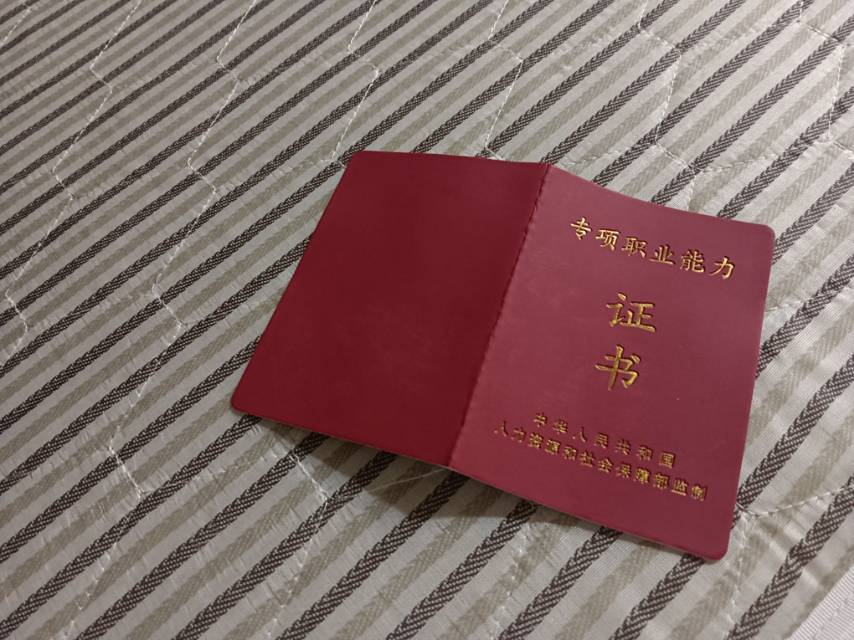 专项职业能力
证
书
中华人民共和国
人力资源和社会保障部监制